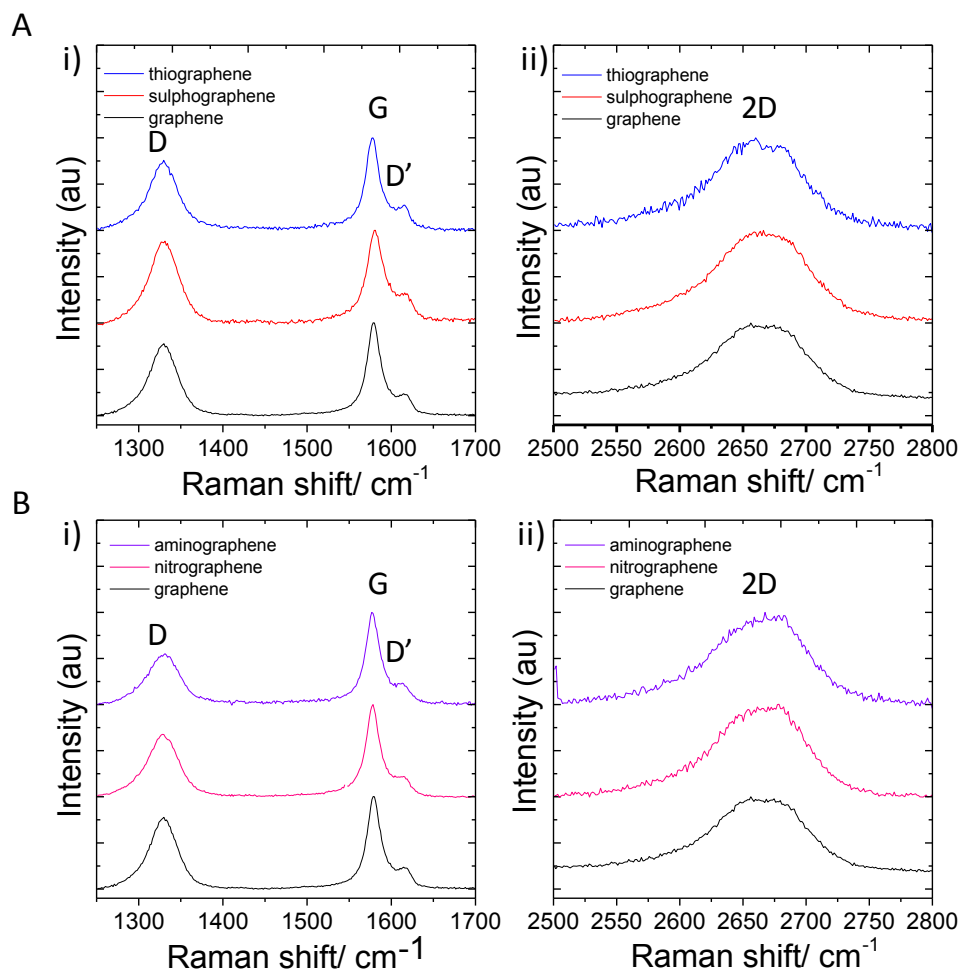 A
i)
thiographene
sulphographene
graphene
D
G
D’
Intensity (au)
1300 1400 1500 1600 1700
Raman shift/ cm-1
ii)
thiographene
sulphographene
graphene
2D
Intensity (au)
2500 2550 2600 2650 2700 2750 2800
Raman shift/ cm-1
B
i)
aminographene
nitrographene
graphene
D
G
D’
Intensity (au)
1300 1400 1500 1600 1700
Raman shift/ cm-1
ii)
aminographene
nitrographene
graphene
2D
Intensity (au)
2500 2550 2600 2650 2700 2750 2800
Raman shift/ cm-1